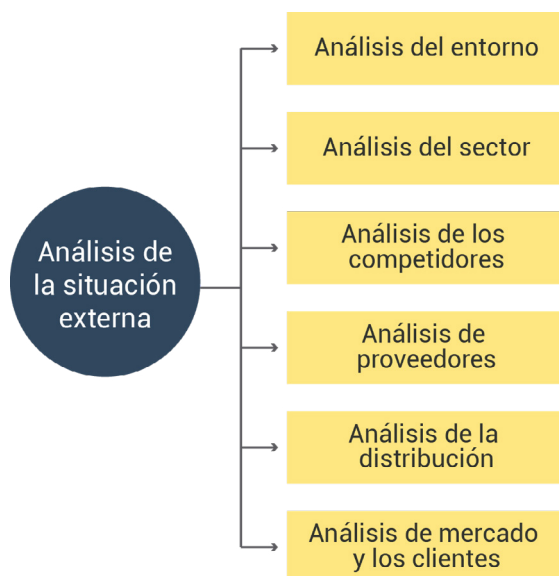 Análisis de
la situación
externa
Análisis del entorno
Análisis del sector
Análisis de los
competidores
Análisis de
proveedores
Análisis de la
distribución
Análisis de mercado
y los clientes